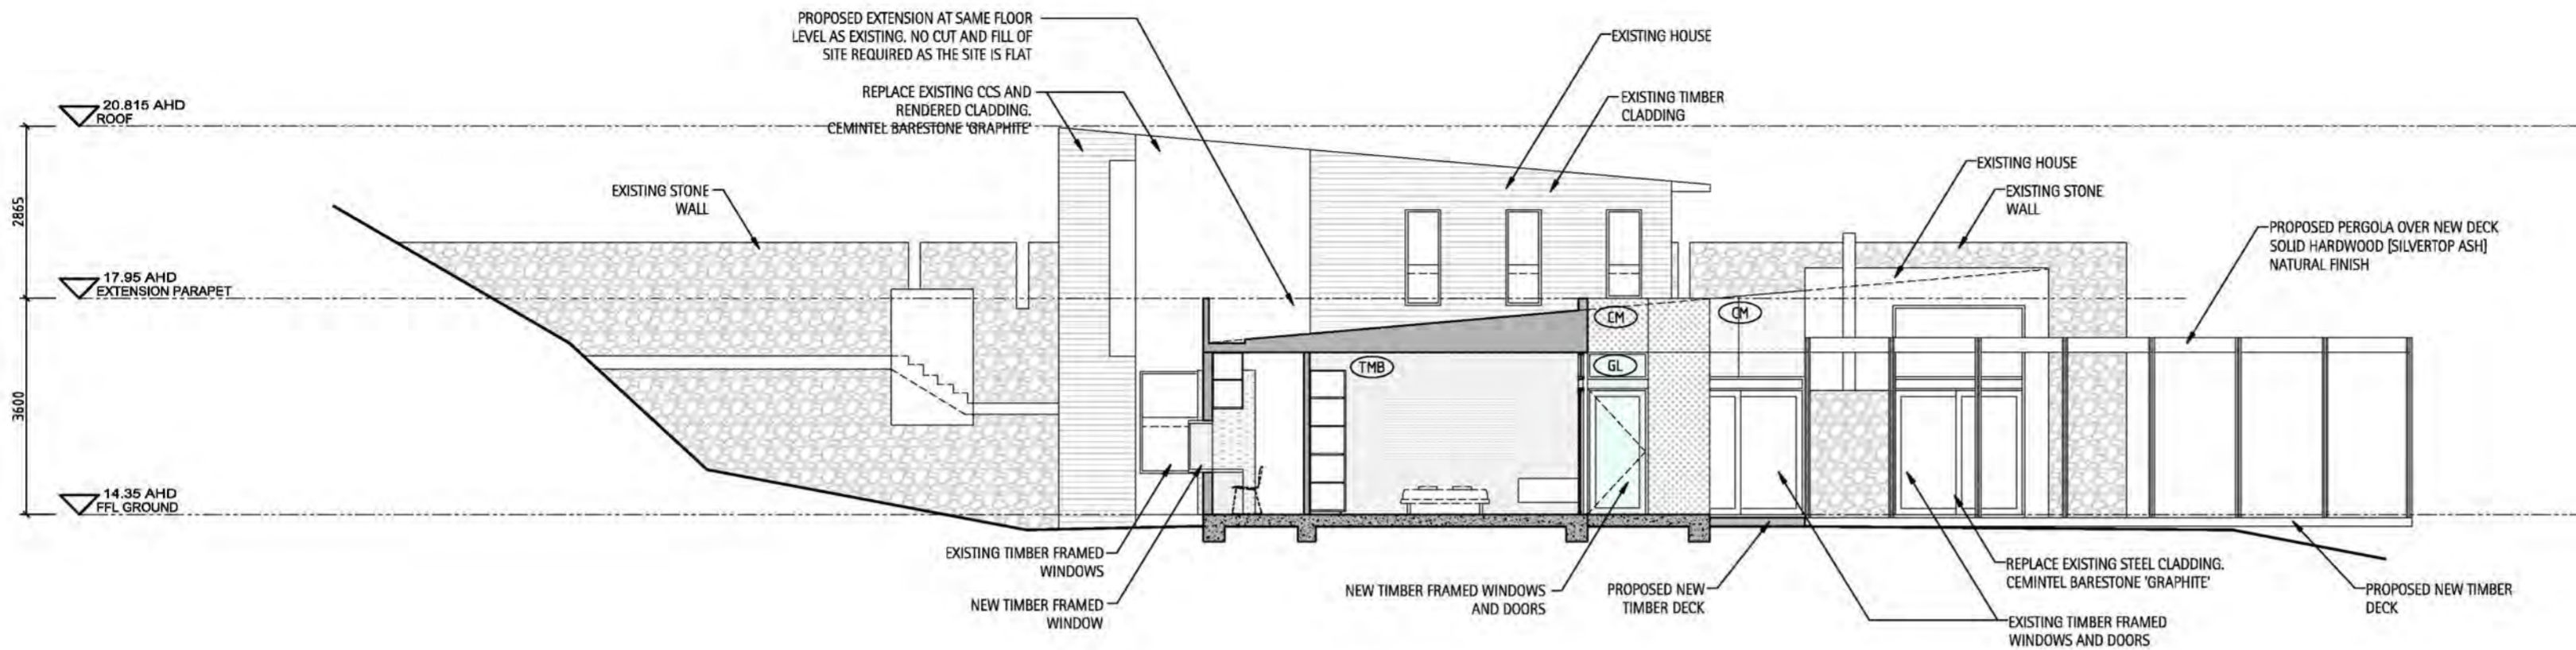 PROPOSED EXTENSION AT SAME FLOOR
LEVEL AS EXISTING. NO CUT AND FILL OF
SITE REQUIRED AS THE SITE IS FLAT
EXISTING HOUSE
REPLACE EXISTING CCS AND
RENDERED CLADDING.
CEMINTEL BARESTONE 'GRAPHITE'
EXISTING TIMBER
CLADDING
20.815 AHD
ROOF
EXISTING HOUSE
EXISTING STONE
WALL
EXISTING STONE
WALL
2865
PROPOSED PERGOLA OVER NEW DECK
SOLID HARDWOOD [SILVERTOP ASH]
NATURAL FINISH
17.95 AHD
EXTENSION PARAPET
CM
CM
GL
TMB
3600
14.35 AHD
FFL GROUND
EXISTING TIMBER FRAMED
WINDOWS
NEW TIMBER FRAMED
WINDOW
NEW TIMBER FRAMED WINDOWS
AND DOORS
PROPOSED NEW
TIMBER DECK
REPLACE EXISTING STEEL CLADDING.
CEMINTEL BARESTONE 'GRAPHITE'
PROPOSED NEW TIMBER
DECK
EXISTING TIMBER FRAMED
WINDOWS AND DOORS